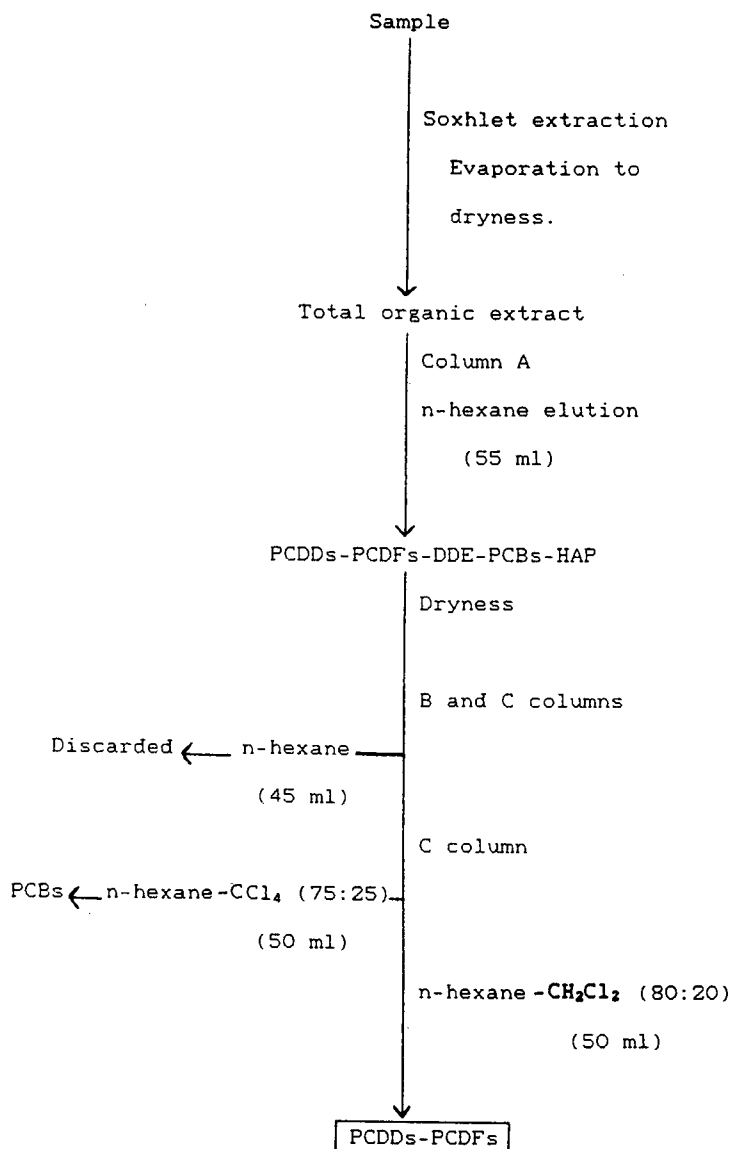 Sample
Soxhlet extraction
Evaporation to
dryness.
Total organic extract
Column A
n-hexane elution
(55 ml)
PCDDs-PCDFs-DDE-PCBs-HAP
Dryness
B and C columns
Discarded n-hexane
(45 ml)
C column
PCBs n-hexane-CCl₄ (75:25)
(50 ml)
n-hexane-CH₂Cl₂ (80:20)
(50 ml)
PCDDs-PCDFs